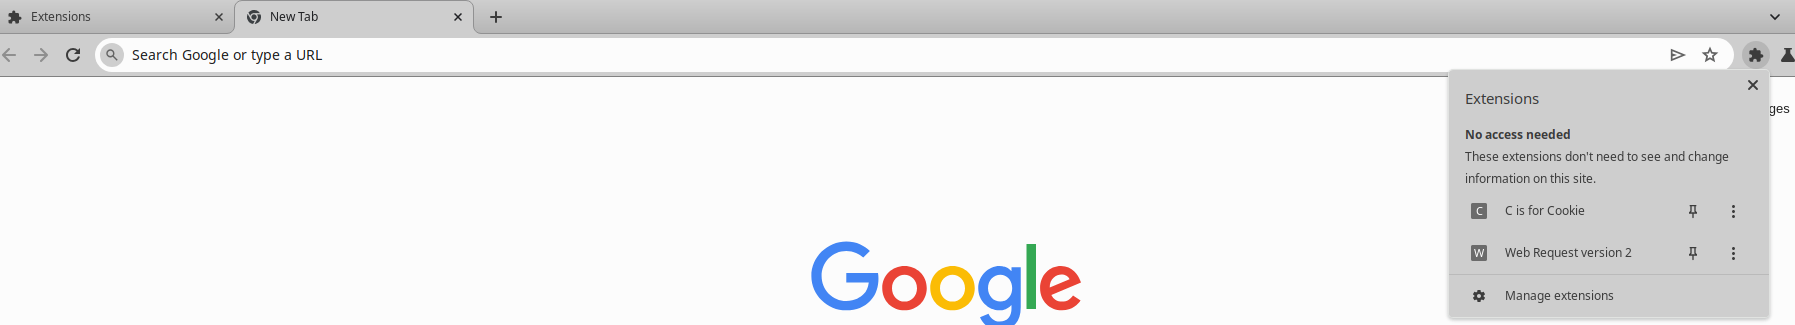 Extensions
New Tab
Search Google or type a URL
ges
Extensions
No access needed
These extensions don't need to see and change
information on this site.
C C is for Cookie
W Web Request version 2
Manage extensions
Google